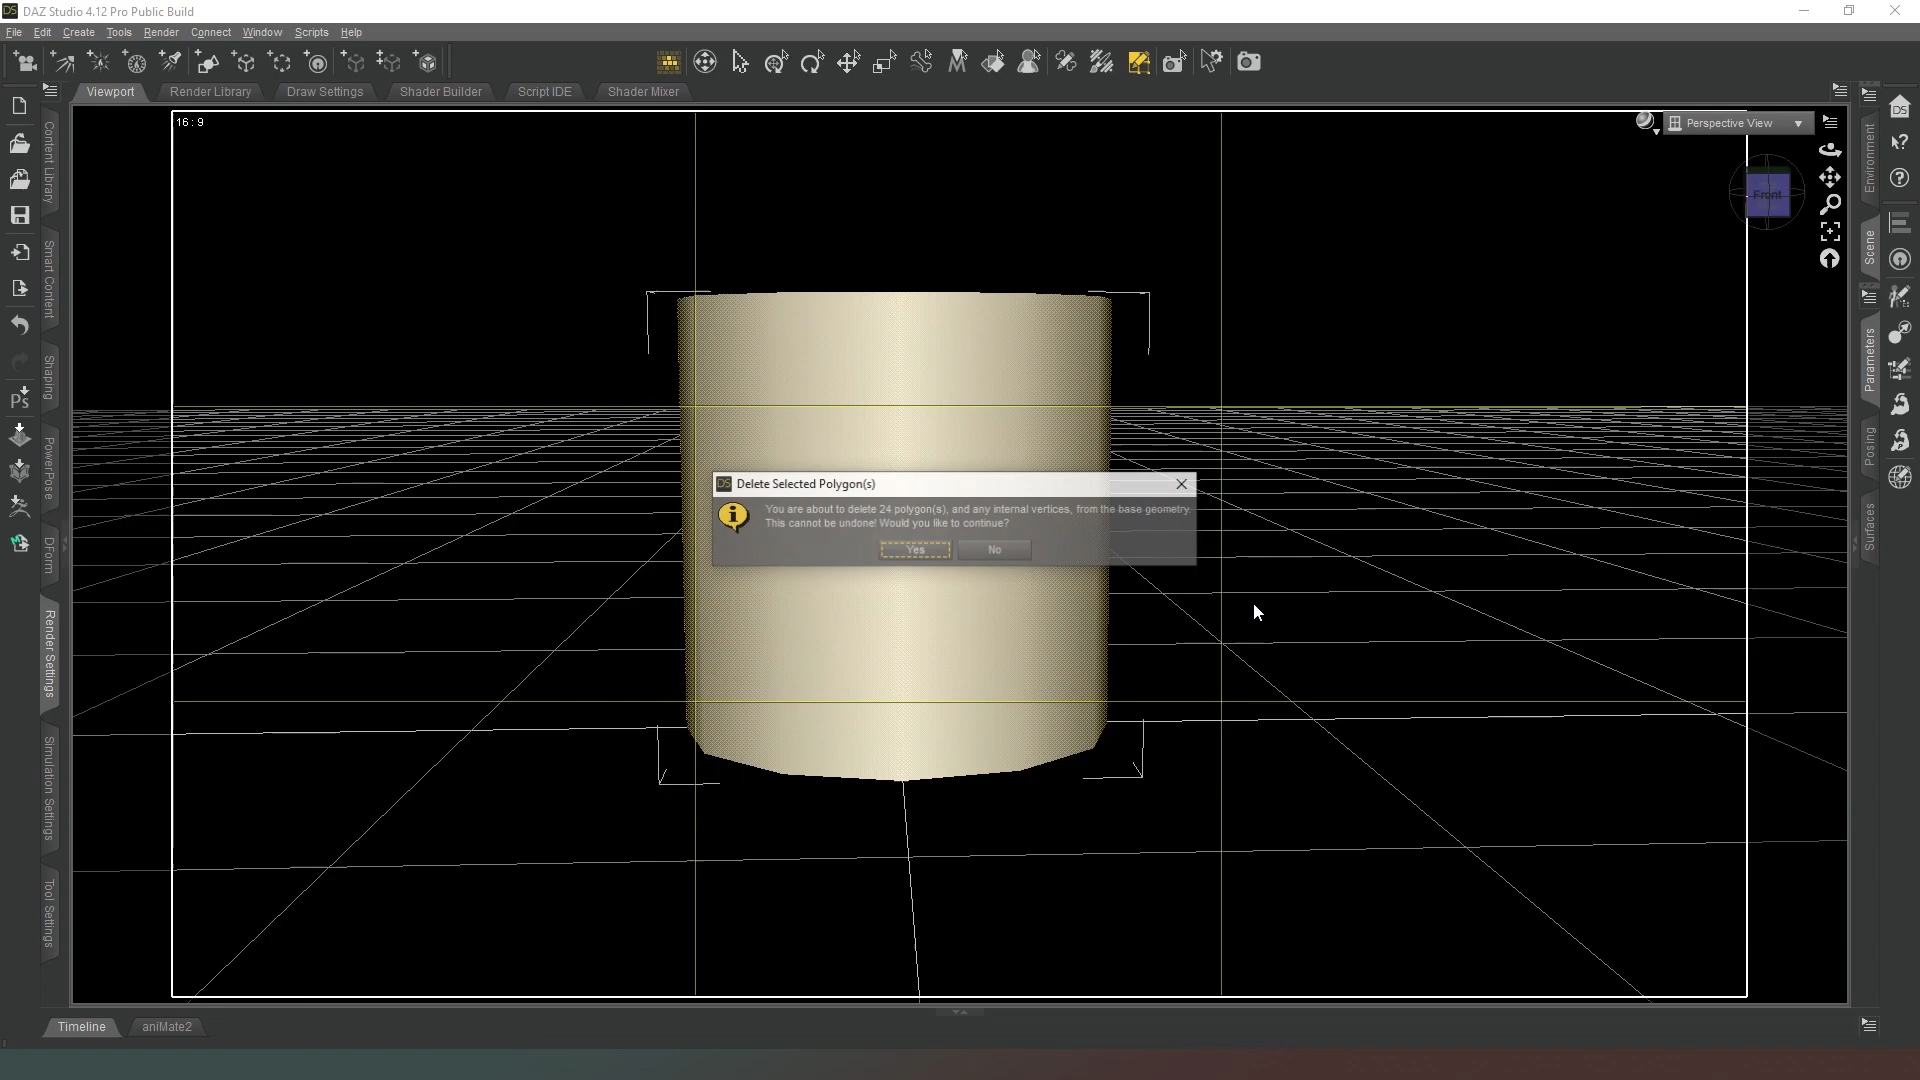 DS DAZ Studio 4.12 Pro Public Build
File Edit Create Tools Render Connect Window Scripts Help
Viewport Render Library Draw Settings Shader Builder Script IDE Shader Mixer
16 : 9
Perspective View
Front
DS
Ps
Content Library
Smart Content
Shaping
PowerPose
DForm
Render Settings
Simulation Settings
Tool Settings
Environment
Scene
Parameters
Posing
Surfaces
DS Delete Selected Polygon(s)
You are about to delete 24 polygon(s), and any internal vertices, from the base geometry.
This cannot be undone! Would you like to continue?
Yes No
Timeline aniMate2